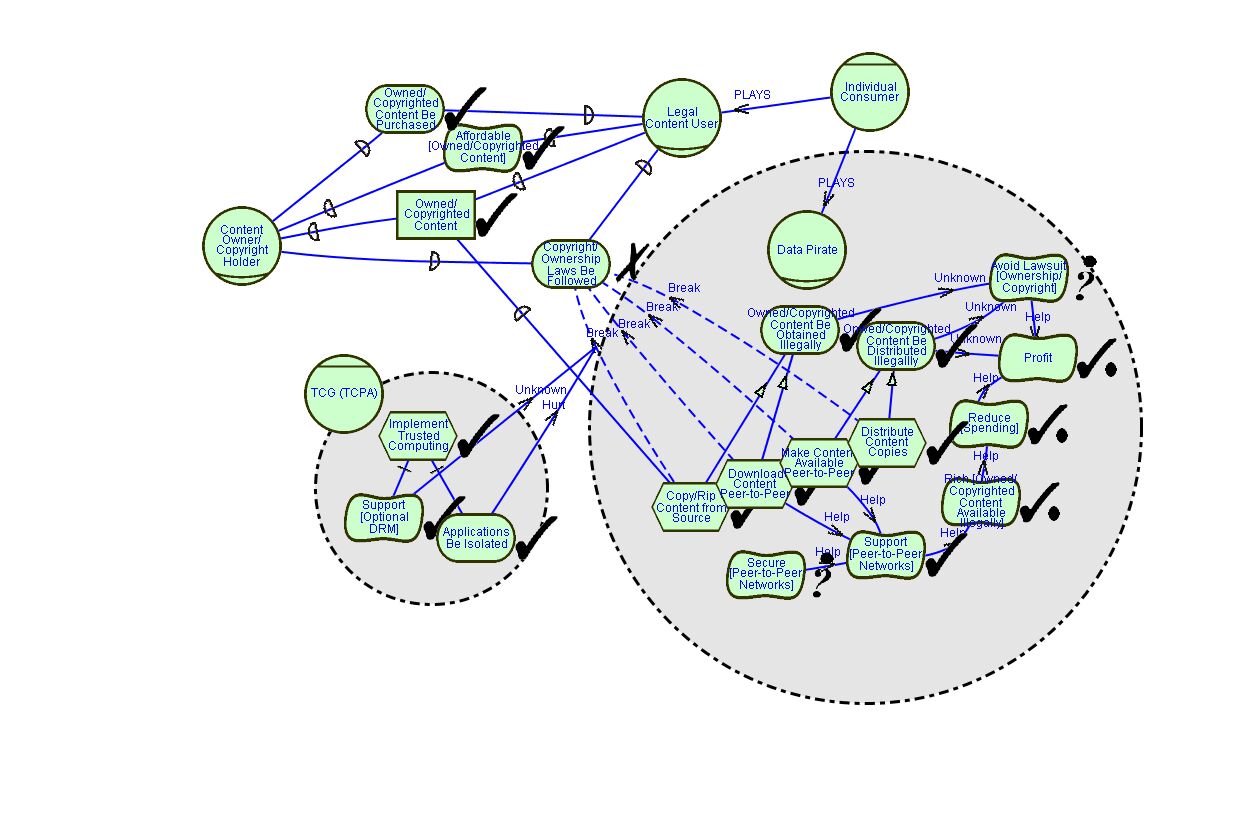 Owned/
Copyrighted
Content Be
Purchased
Affordable
[Owned/Copyrighted
Content]
Legal
Content User
PLAYS
Individual
Consumer
PLAYS
Content
Owner/
Copyright
Holder
Owned/
Copyrighted
Content
Copyright/
Ownership
Laws Be
Followed
Data Pirate
Avoid Lawsuit
[Ownership/
Copyright]
Unknown
Unknown
Unknown
Help
Break
Break
Break
Break
Owned/Copyrighted
Content Be
Obtained
Illegally
Owned/Copyrighted
Content Be
Distributed
Illegallly
Profit
Help
TCG (TCPA)
Unknown
Hurt
Implement
Trusted
Computing
Support
[Optional
DRM]
Applications
Be Isolated
Reduce
[Spending]
Help
Distribute
Content
Copies
Make Content
Available
Peer-to-Peer
Download
Content
Peer-to-Peer
Copy/Rip
Content from
Source
Rich [Owned/
Copyrighted
Content
Available
Illegally]
Help
Help
Help
Help
Support
[Peer-to-Peer
Networks]
Secure
[Peer-to-Peer
Networks]